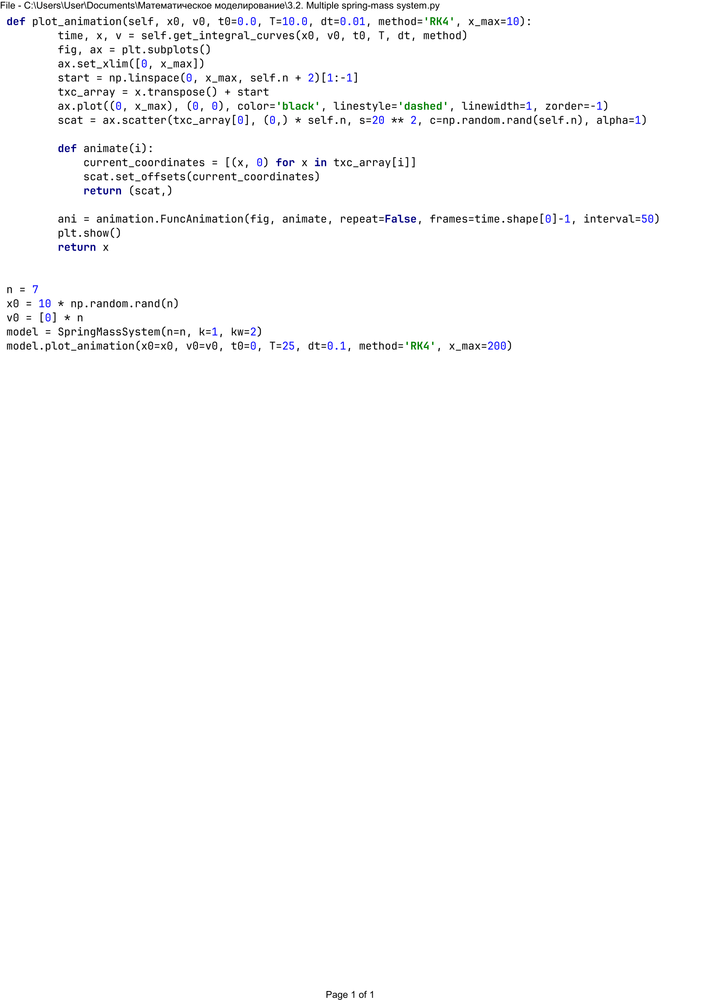 File - C:\Users\User\Documents\Математическое моделирование\3.2. Multiple spring-mass system.py
def plot_animation(self, x0, v0, t0=0.0, T=10.0, dt=0.01, method='RK4', x_max=10):
        time, x, v = self.get_integral_curves(x0, v0, t0, T, dt, method)
        fig, ax = plt.subplots()
        ax.set_xlim([0, x_max])
        start = np.linspace(0, x_max, self.n + 2)[1:-1]
        txc_array = x.transpose() + start
        ax.plot((0, x_max), (0, 0), color='black', linestyle='dashed', linewidth=1, zorder=-1)
        scat = ax.scatter(txc_array[0], (0,) * self.n, s=20 ** 2, c=np.random.rand(self.n), alpha=1)

        def animate(i):
            current_coordinates = [(x, 0) for x in txc_array[i]]
            scat.set_offsets(current_coordinates)
            return (scat,)

        ani = animation.FuncAnimation(fig, animate, repeat=False, frames=time.shape[0]-1, interval=50)
        plt.show()
        return x


n = 7
x0 = 10 * np.random.rand(n)
v0 = [0] * n
model = SpringMassSystem(n=n, k=1, kw=2)
model.plot_animation(x0=x0, v0=v0, t0=0, T=25, dt=0.1, method='RK4', x_max=200)
Page 1 of 1